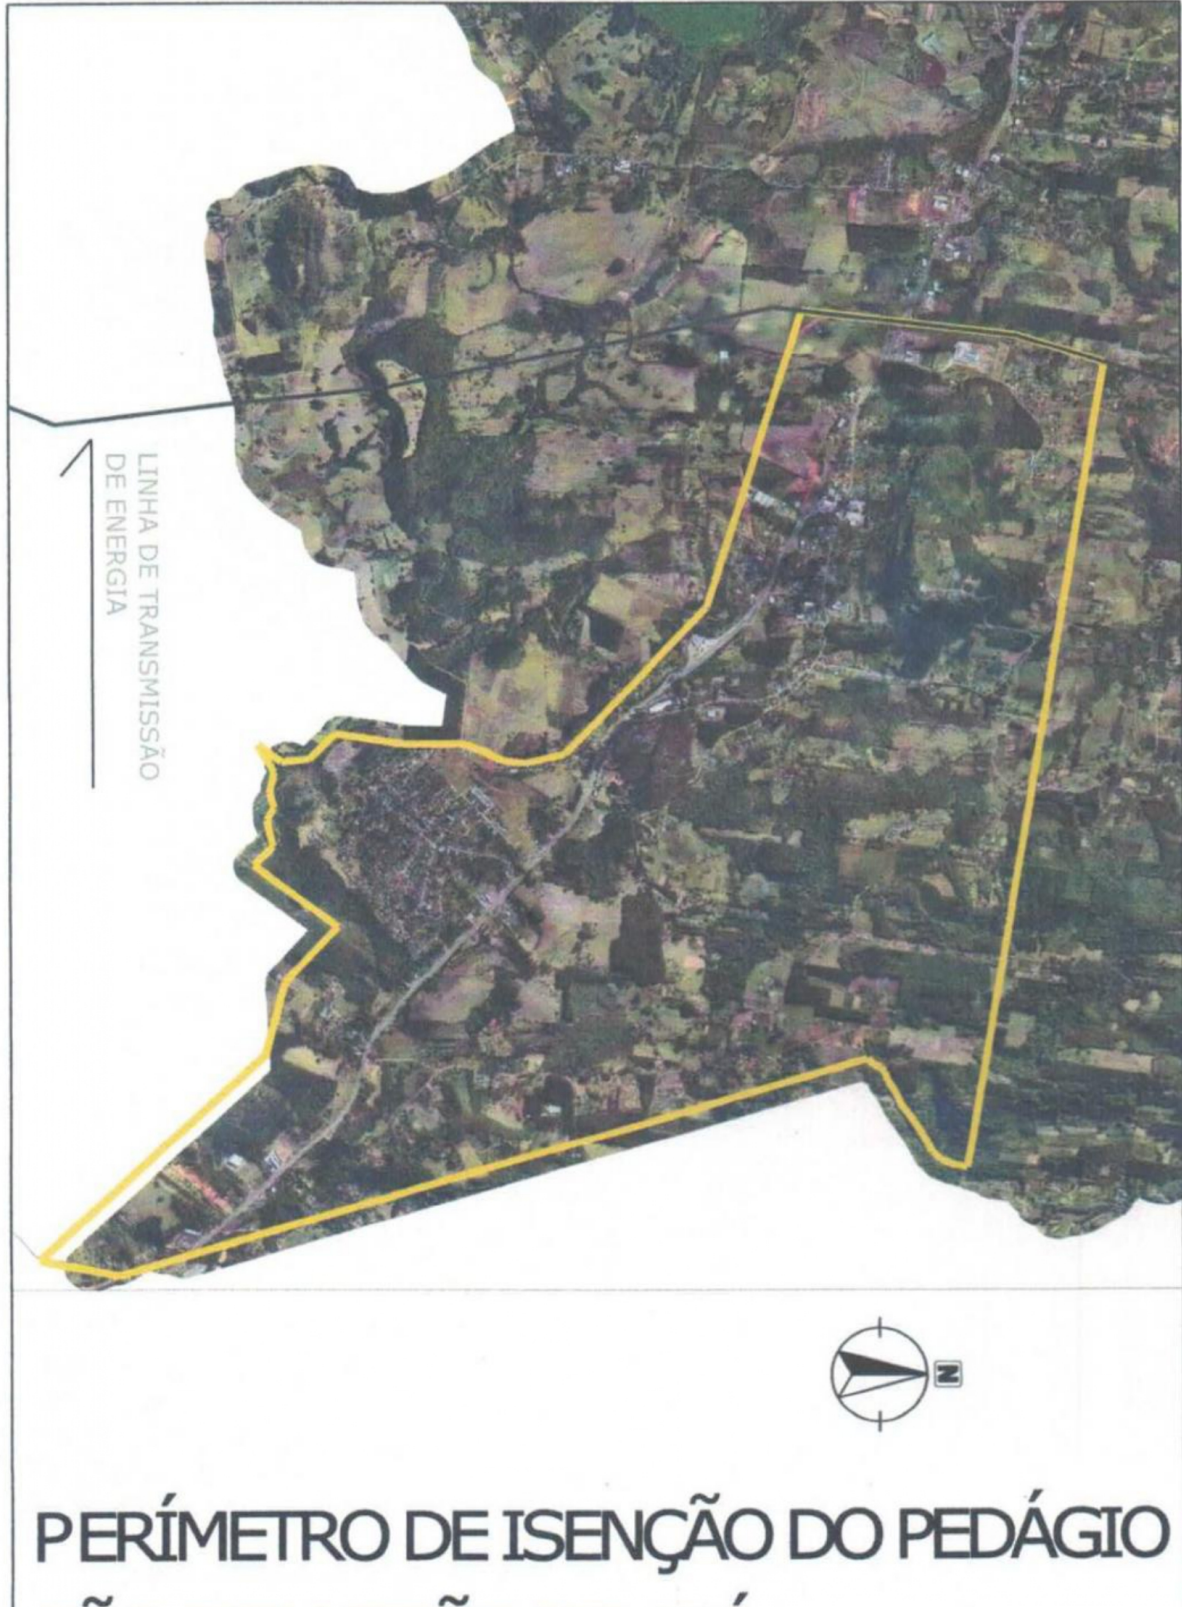 LINHA DE TRANSMISSÃO
DE ENERGIA
N
PERÍMETRO DE ISENÇÃO DO PEDÁGIO